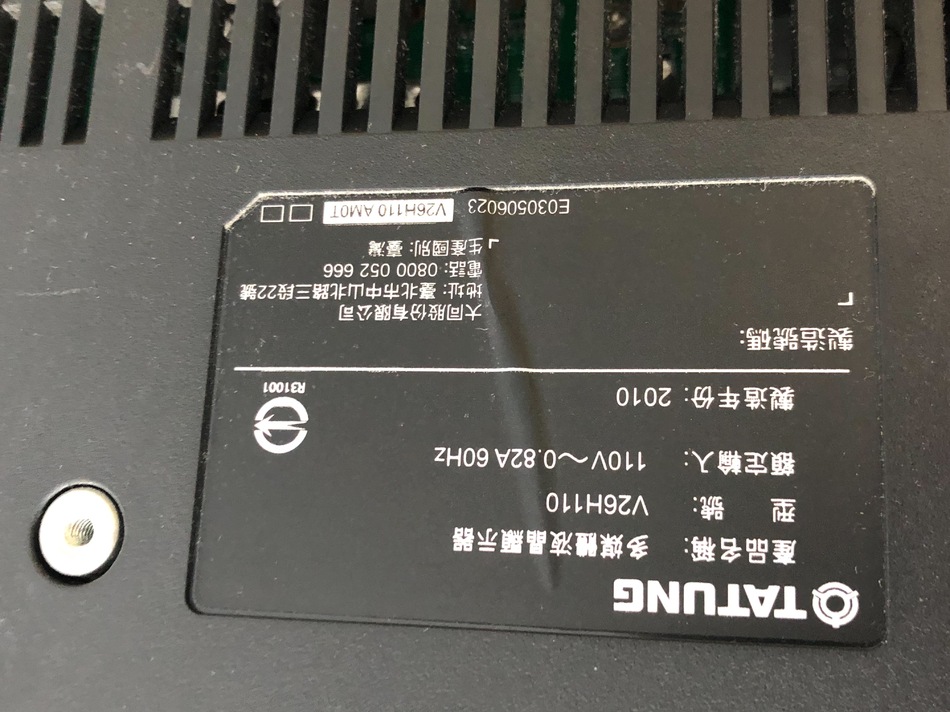 TATUNG
產品名稱: 多媒體液晶顯示器
型 號: V26H110
額定輸入: 110V～0.82A 60Hz
製造年份: 2010
R31001
製造號碼:
大同股份有限公司
地址: 臺北市中山北路三段22號
電話: 0800 052 666
生產國別: 臺灣
E030506023 V26H110 AM0T